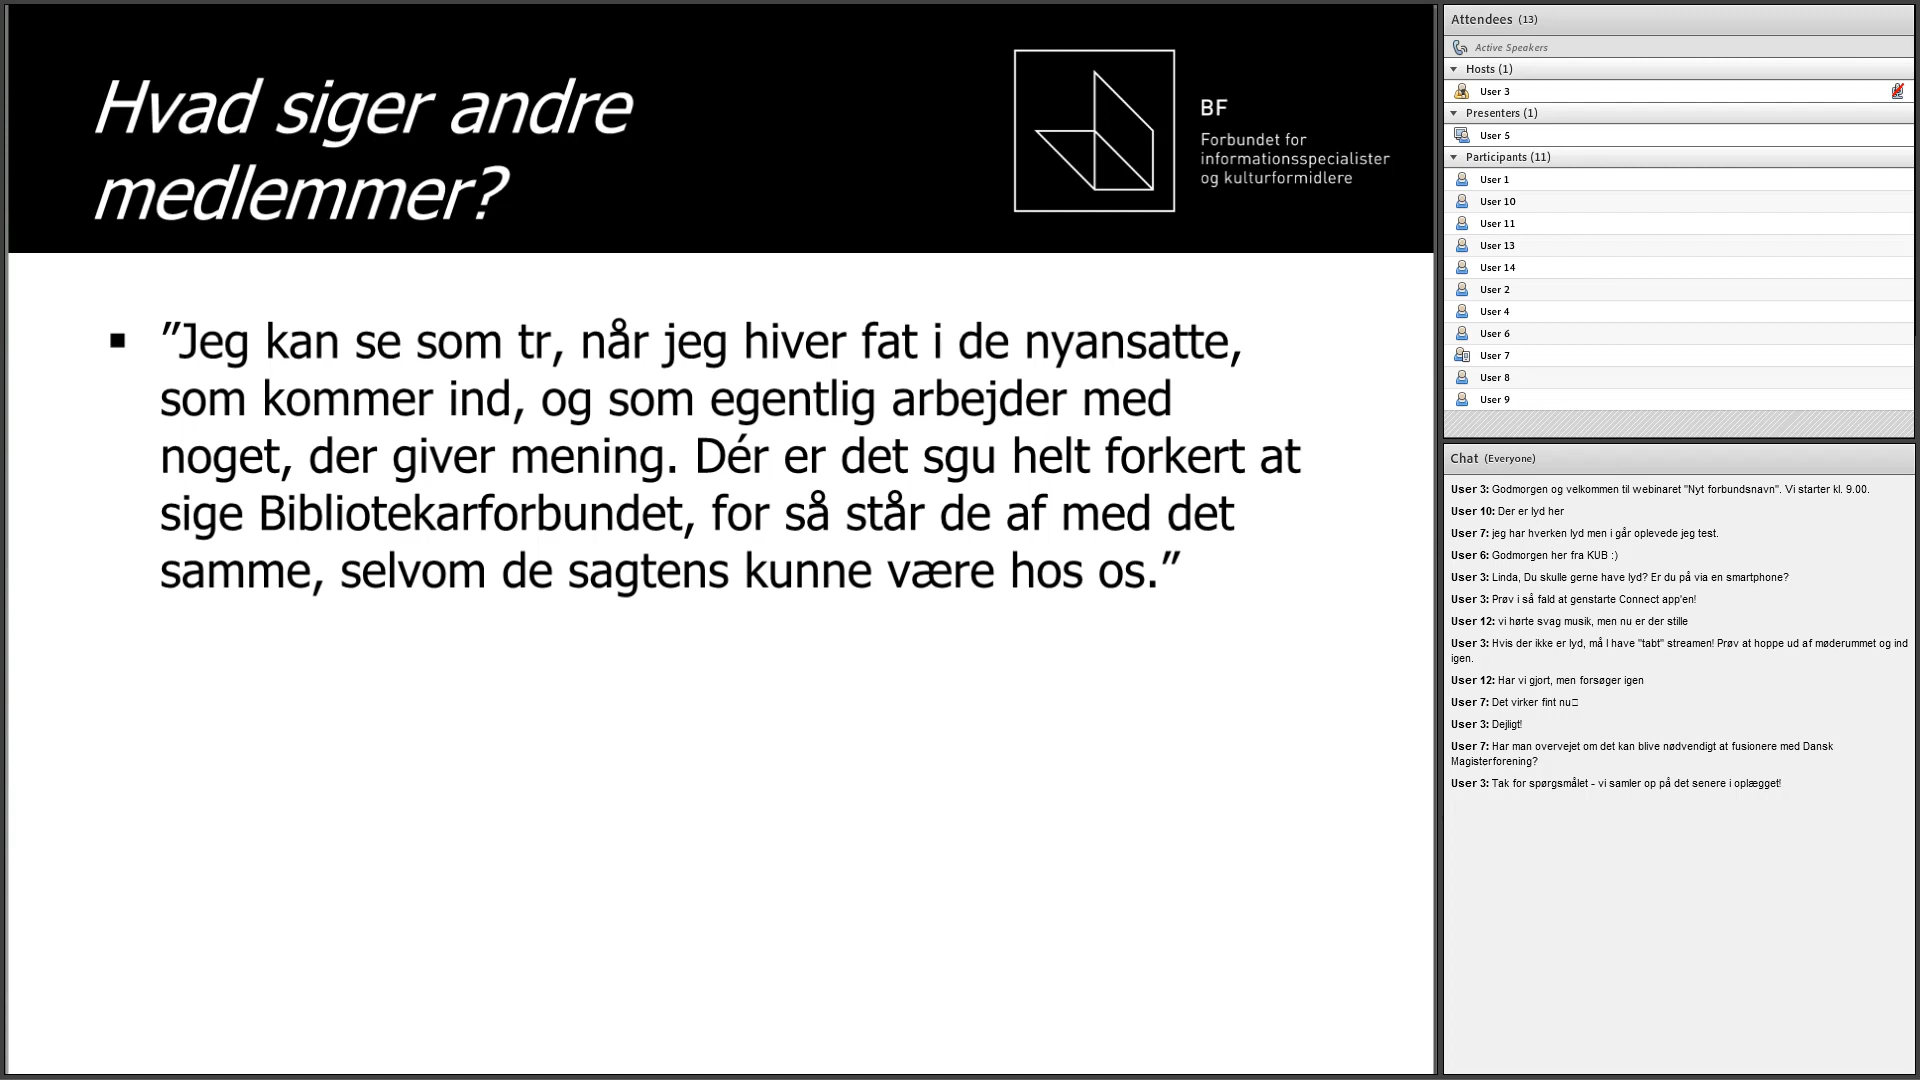 Hvad siger andre
medlemmer?
BF
Forbundet for
informationsspecialister
og kulturformidlere
▪ ”Jeg kan se som tr, når jeg hiver fat i de nyansatte,
som kommer ind, og som egentlig arbejder med
noget, der giver mening. Dér er det sgu helt forkert at
sige Bibliotekarforbundet, for så står de af med det
samme, selvom de sagtens kunne være hos os.”
Attendees (13)
Active Speakers
Hosts (1)
User 3
Presenters (1)
User 5
Participants (11)
User 1
User 10
User 11
User 13
User 14
User 2
User 4
User 6
User 7
User 8
User 9
Chat (Everyone)
User 3: Godmorgen og velkommen til webinaret "Nyt forbundsnavn". Vi starter kl. 9.00.
User 10: Der er lyd her
User 7: jeg har hverken lyd men i går oplevede jeg test.
User 6: Godmorgen her fra KUB :)
User 3: Linda, Du skulle gerne have lyd? Er du på via en smartphone?
User 3: Prøv i så fald at genstarte Connect app'en!
User 12: vi hørte svag musik, men nu er der stille
User 3: Hvis der ikke er lyd, må I have "tabt" streamen! Prøv at hoppe ud af møderummet og ind
igen.
User 12: Har vi gjort, men forsøger igen
User 7: Det virker fint nu□
User 3: Dejligt!
User 7: Har man overvejet om det kan blive nødvendigt at fusionere med Dansk
Magisterforening?
User 3: Tak for spørgsmålet - vi samler op på det senere i oplægget!